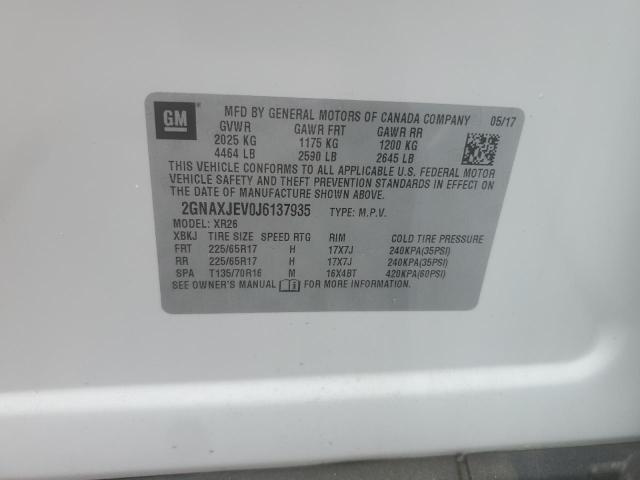 GM ® MFD BY GENERAL MOTORS OF CANADA COMPANY 05/17
GVWR GAWR FRT GAWR RR
2025 KG 1175 KG 1200 KG
4464 LB 2590 LB 2645 LB
THIS VEHICLE CONFORMS TO ALL APPLICABLE U.S. FEDERAL MOTOR
VEHICLE SAFETY AND THEFT PREVENTION STANDARDS IN EFFECT ON
THE DATE OF MANUFACTURE SHOWN ABOVE.
2GNAXJEV0J6137935 TYPE: M.P.V.
MODEL: XR26
XBKJ TIRE SIZE SPEED RTG RIM COLD TIRE PRESSURE
FRT 225/65R17 H 17X7J 240KPA(35PSI)
RR 225/65R17 H 17X7J 240KPA(35PSI)
SPA T135/70R16 M 16X4BT 420KPA(60PSI)
SEE OWNER'S MANUAL FOR MORE INFORMATION.